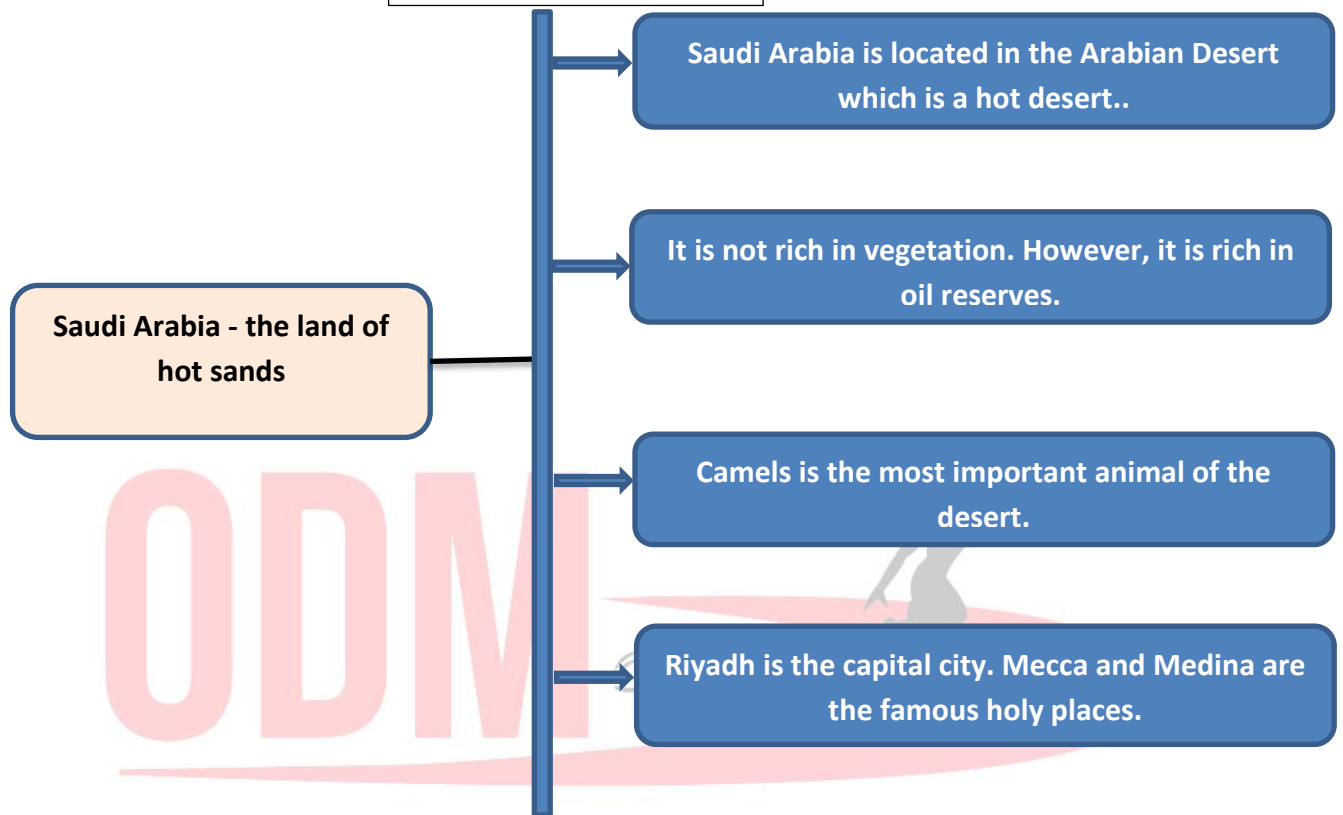 Saudi Arabia is located in the Arabian Desert
which is a hot desert..
It is not rich in vegetation. However, it is rich in
oil reserves.
Saudi Arabia - the land of
hot sands
Camels is the most important animal of the
desert.
Riyadh is the capital city. Mecca and Medina are
the famous holy places.
ODM